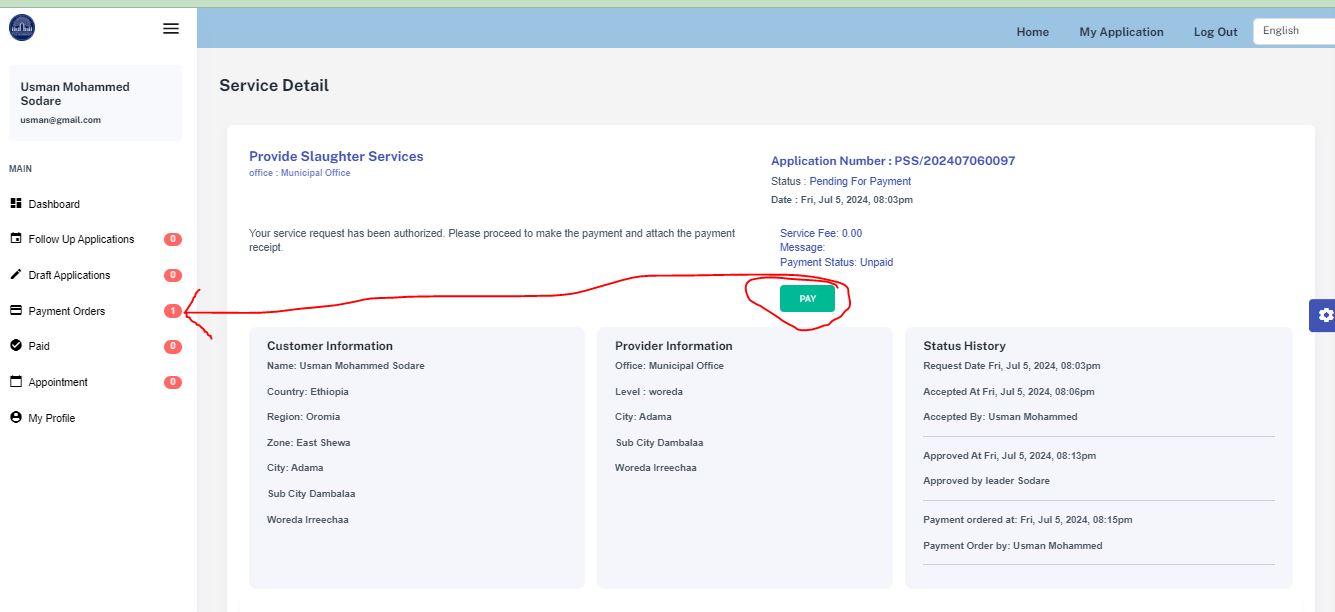 Home
My Application
Log Out
English
Usman Mohammed
Sodare
usman@gmail.com
MAIN
Dashboard
Follow Up Applications 0
Draft Applications 0
Payment Orders 1
Paid 0
Appointment 0
My Profile
Service Detail
Provide Slaughter Services
office : Municipal Office
Application Number : PSS/202407060097
Status : Pending For Payment
Date : Fri, Jul 5, 2024, 08:03pm
Your service request has been authorized. Please proceed to make the payment and attach the payment
receipt.
Service Fee: 0.00
Message:
Payment Status: Unpaid
PAY
Customer Information
Name: Usman Mohammed Sodare
Country: Ethiopia
Region: Oromia
Zone: East Shewa
City: Adama
Sub City Dambalaa
Woreda Irreechaa
Provider Information
Office: Municipal Office
Level : woreda
City: Adama
Sub City Dambalaa
Woreda Irreechaa
Status History
Request Date Fri, Jul 5, 2024, 08:03pm
Accepted At Fri, Jul 5, 2024, 08:06pm
Accepted By: Usman Mohammed
Approved At Fri, Jul 5, 2024, 08:13pm
Approved by leader Sodare
Payment ordered at: Fri, Jul 5, 2024, 08:15pm
Payment Order by: Usman Mohammed